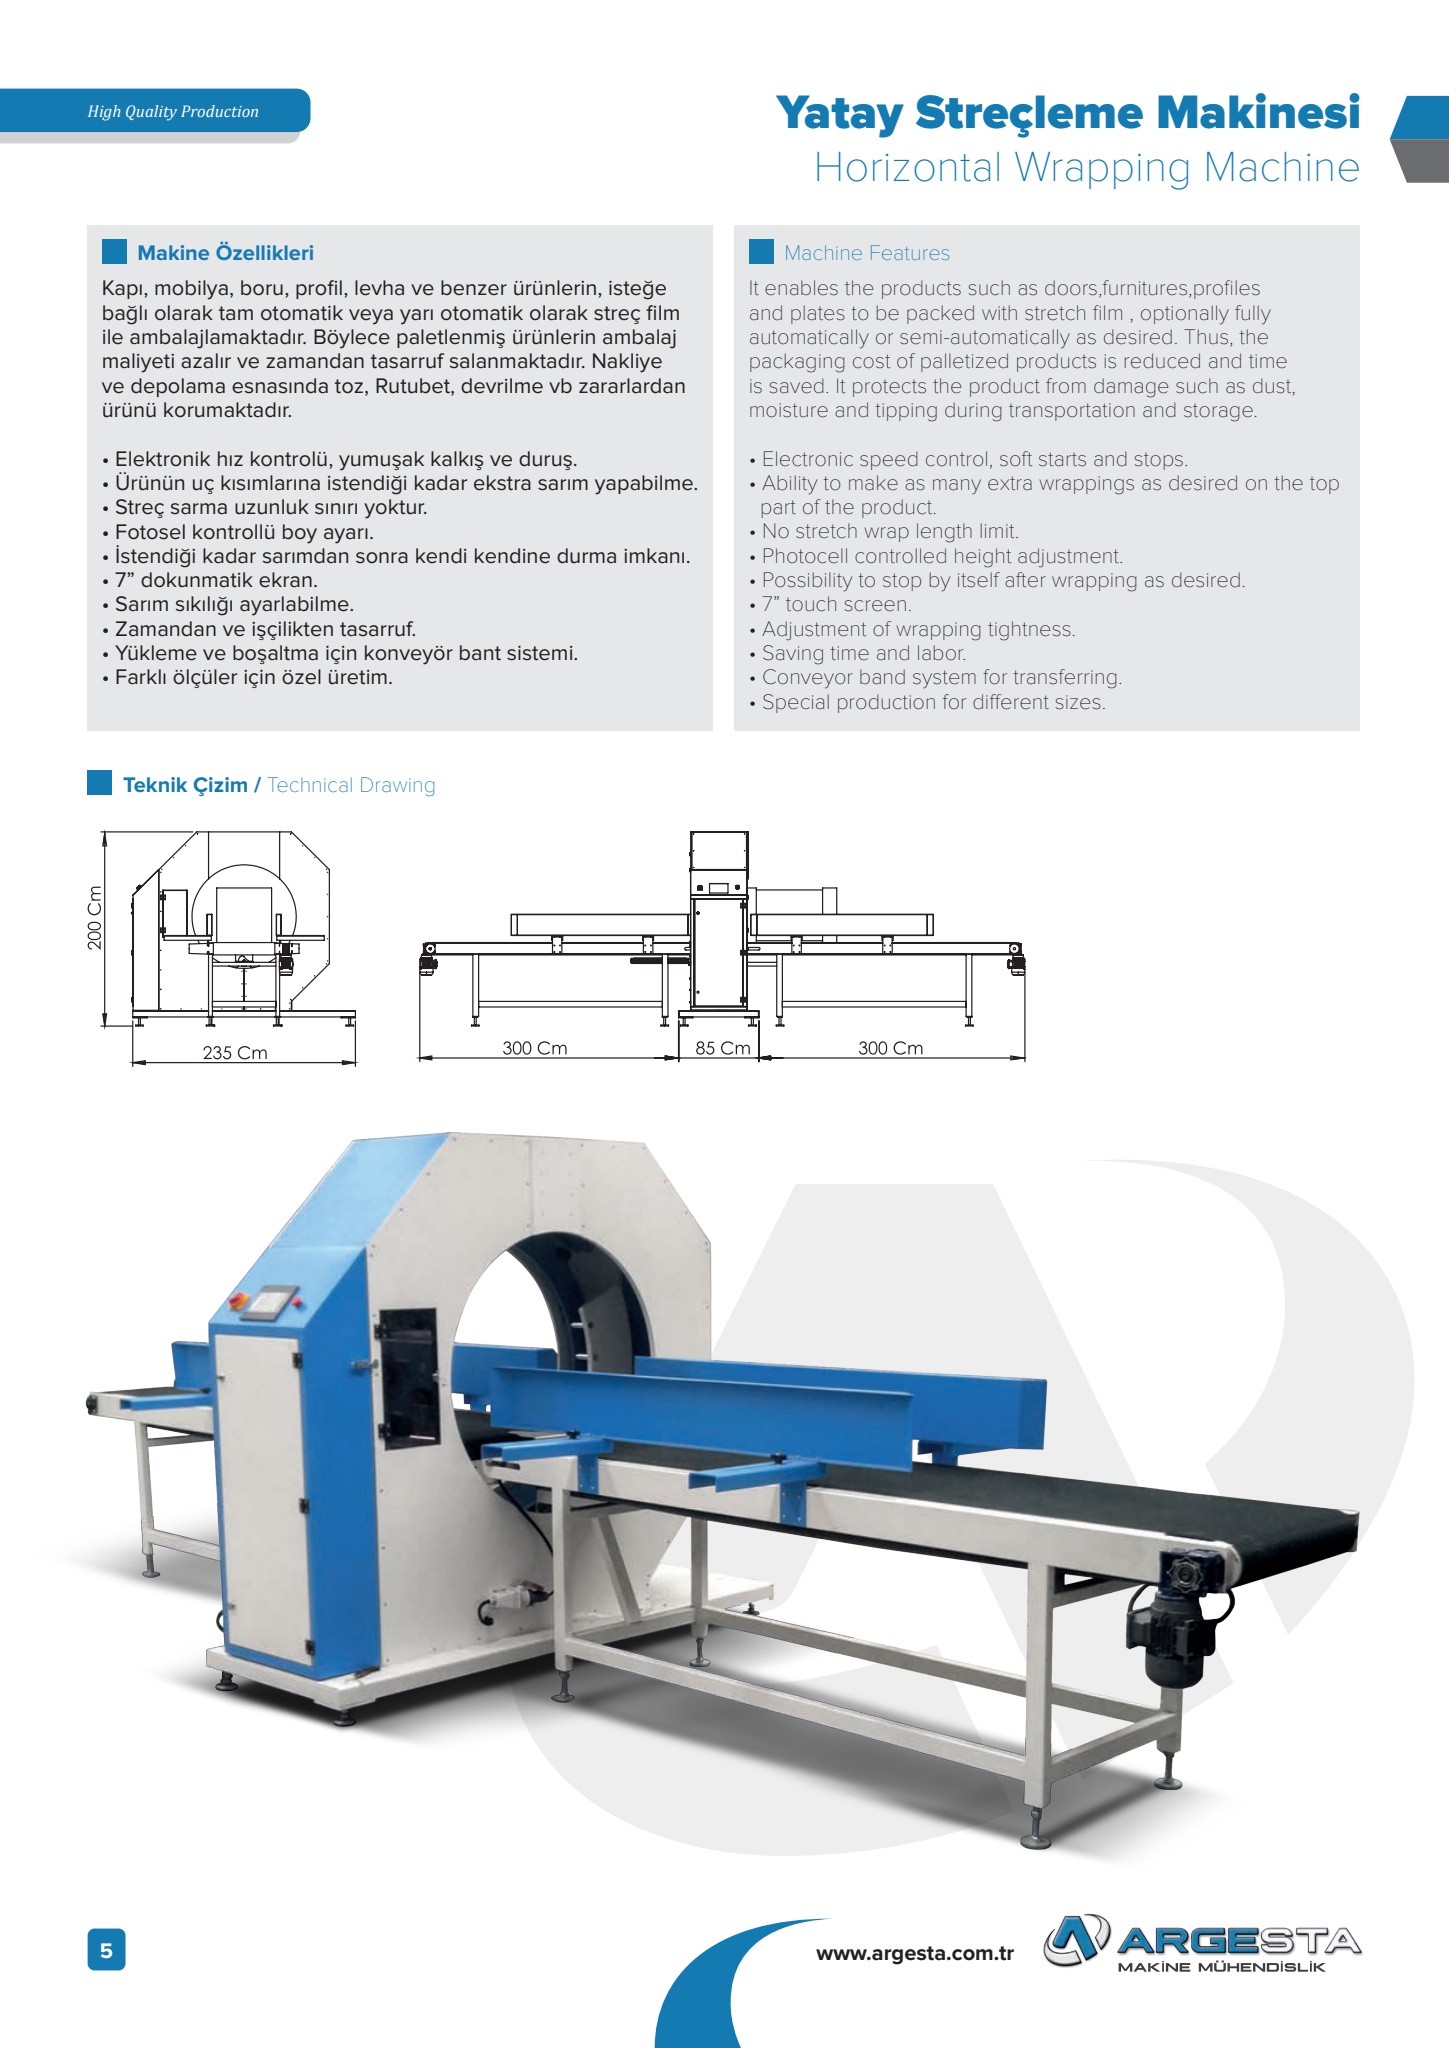 High Quality Production
Yatay Streçleme Makinesi
Horizontal Wrapping Machine
Makine Özellikleri
Kapı, mobilya, boru, profil, levha ve benzer ürünlerin, isteğe
bağlı olarak tam otomatik veya yarı otomatik olarak streç film
ile ambalajlamaktadır. Böylece paletlenmiş ürünlerin ambalaj
maliyeti azalır ve zamandan tasarruf salanmaktadır. Nakliye
ve depolama esnasında toz, Rutubet, devrilme vb zararlardan
ürünü korumaktadır.
• Elektronik hız kontrolü, yumuşak kalkış ve duruş.
• Ürünün uç kısımlarına istendiği kadar ekstra sarım yapabilme.
• Streç sarma uzunluk sınırı yoktur.
• Fotosel kontrollü boy ayarı.
• İstendiği kadar sarımdan sonra kendi kendine durma imkanı.
• 7” dokunmatik ekran.
• Sarım sıkılığı ayarlabilme.
• Zamandan ve işçilikten tasarruf.
• Yükleme ve boşaltma için konveyör bant sistemi.
• Farklı ölçüler için özel üretim.
Machine Features
It enables the products such as doors,furnitures,profiles
and plates to be packed with stretch film , optionally fully
automatically or semi-automatically as desired. Thus, the
packaging cost of palletized products is reduced and time
is saved. It protects the product from damage such as dust,
moisture and tipping during transportation and storage.
• Electronic speed control, soft starts and stops.
• Ability to make as many extra wrappings as desired on the top
part of the product.
• No stretch wrap length limit.
• Photocell controlled height adjustment.
• Possibility to stop by itself after wrapping as desired.
• 7” touch screen.
• Adjustment of wrapping tightness.
• Saving time and labor.
• Conveyor band system for transferring.
• Special production for different sizes.
Teknik Çizim / Technical Drawing
200 Cm
235 Cm
300 Cm
85 Cm
300 Cm
5
www.argesta.com.tr
ARGESTA
MAKİNE MÜHENDİSLİK